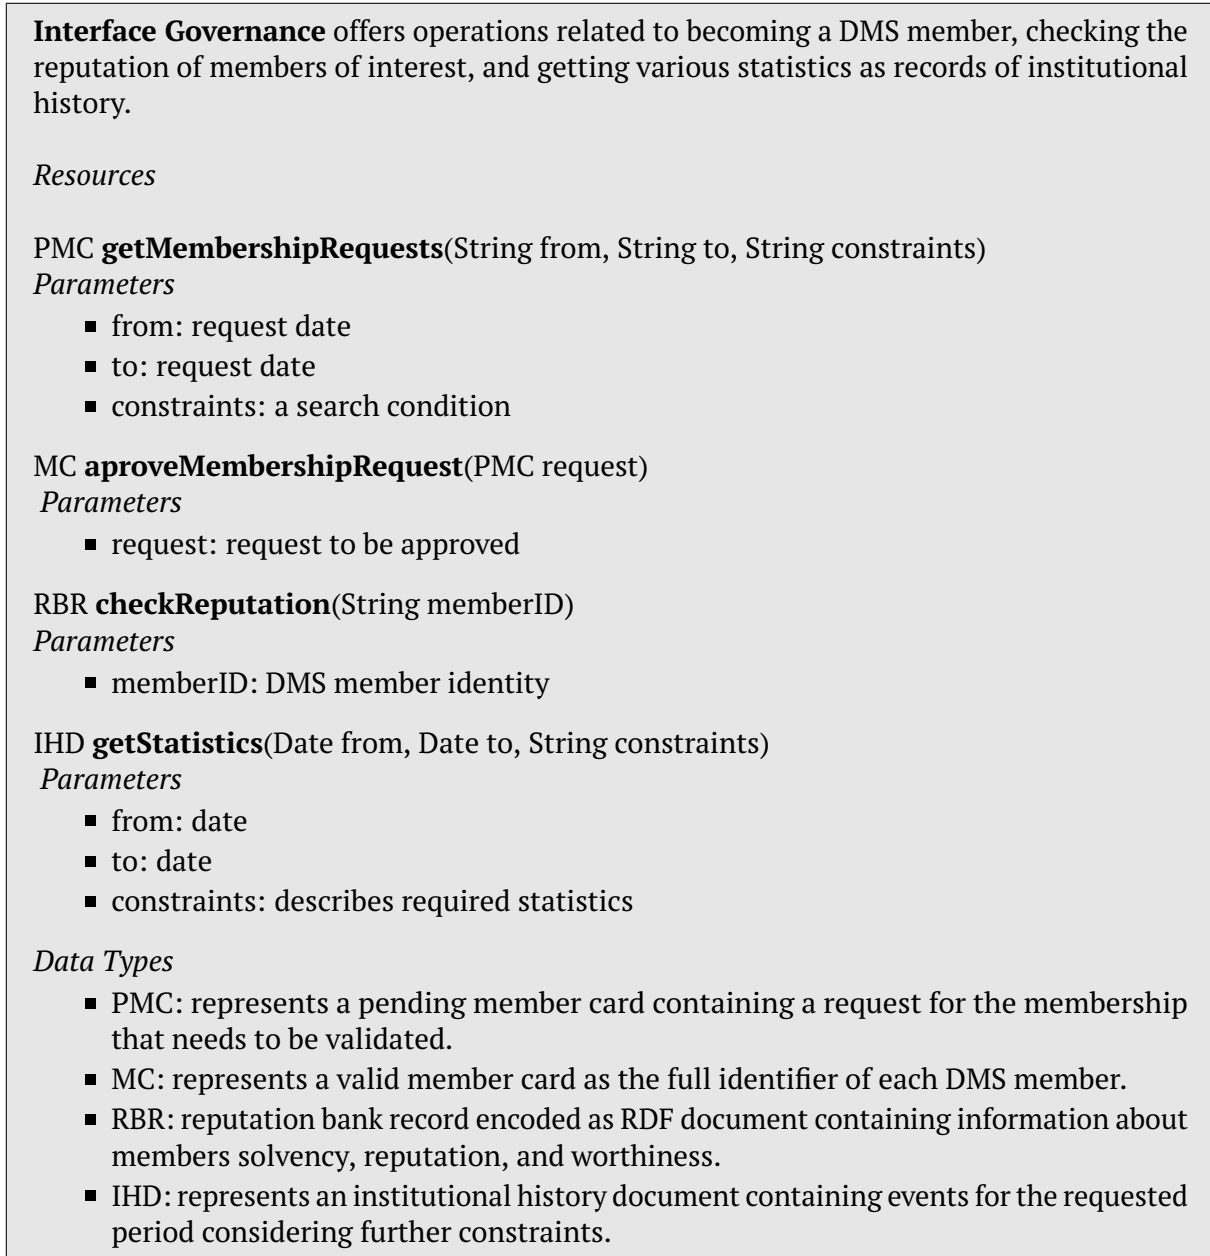 Interface Governance offers operations related to becoming a DMS member, checking the
reputation of members of interest, and getting various statistics as records of institutional
history.
Resources
PMC getMembershipRequests(String from, String to, String constraints)
Parameters
▪ from: request date
▪ to: request date
▪ constraints: a search condition
MC aproveMembershipRequest(PMC request)
Parameters
▪ request: request to be approved
RBR checkReputation(String memberID)
Parameters
▪ memberID: DMS member identity
IHD getStatistics(Date from, Date to, String constraints)
Parameters
▪ from: date
▪ to: date
▪ constraints: describes required statistics
Data Types
▪ PMC: represents a pending member card containing a request for the membership
that needs to be validated.
▪ MC: represents a valid member card as the full identifier of each DMS member.
▪ RBR: reputation bank record encoded as RDF document containing information about
members solvency, reputation, and worthiness.
▪ IHD: represents an institutional history document containing events for the requested
period considering further constraints.